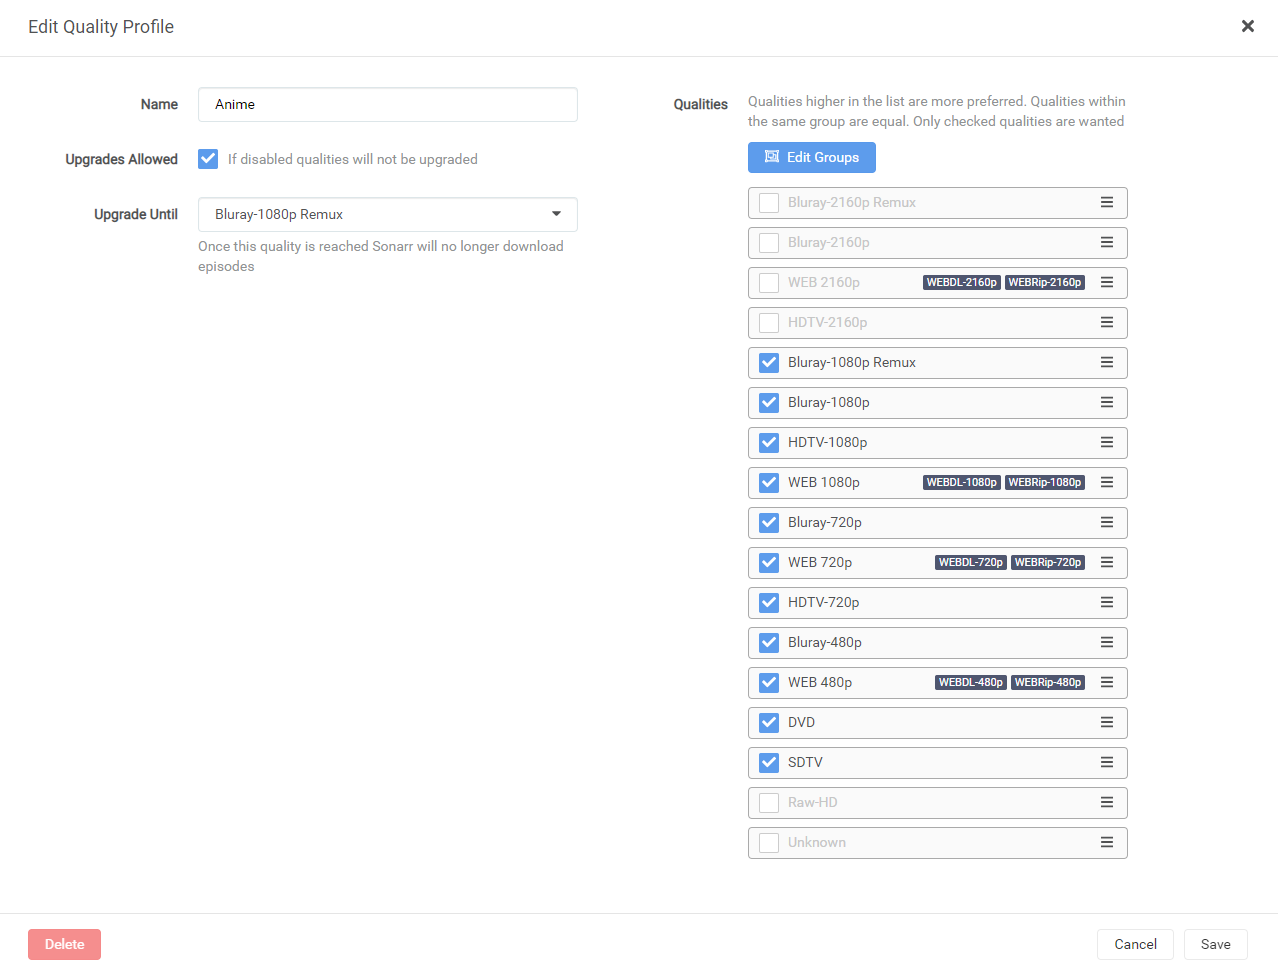 Edit Quality Profile
Name
Anime
Upgrades Allowed
If disabled qualities will not be upgraded
Upgrade Until
Bluray-1080p Remux
Once this quality is reached Sonarr will no longer download
episodes
Qualities
Qualities higher in the list are more preferred. Qualities within
the same group are equal. Only checked qualities are wanted
Edit Groups
Bluray-2160p Remux
Bluray-2160p
WEB 2160p WEBDL-2160p WEBRip-2160p
HDTV-2160p
Bluray-1080p Remux
Bluray-1080p
HDTV-1080p
WEB 1080p WEBDL-1080p WEBRip-1080p
Bluray-720p
WEB 720p WEBDL-720p WEBRip-720p
HDTV-720p
Bluray-480p
WEB 480p WEBDL-480p WEBRip-480p
DVD
SDTV
Raw-HD
Unknown
Delete
Cancel
Save